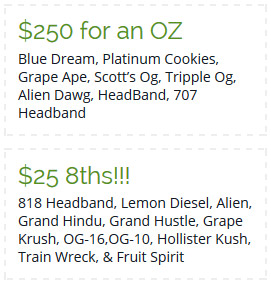 $250 for an OZ
Blue Dream, Platinum Cookies,
Grape Ape, Scott's Og, Tripple Og,
Alien Dawg, HeadBand, 707
Headband
$25 8ths!!!
818 Headband, Lemon Diesel, Alien,
Grand Hindu, Grand Hustle, Grape
Krush, OG-16,OG-10, Hollister Kush,
Train Wreck, & Fruit Spirit